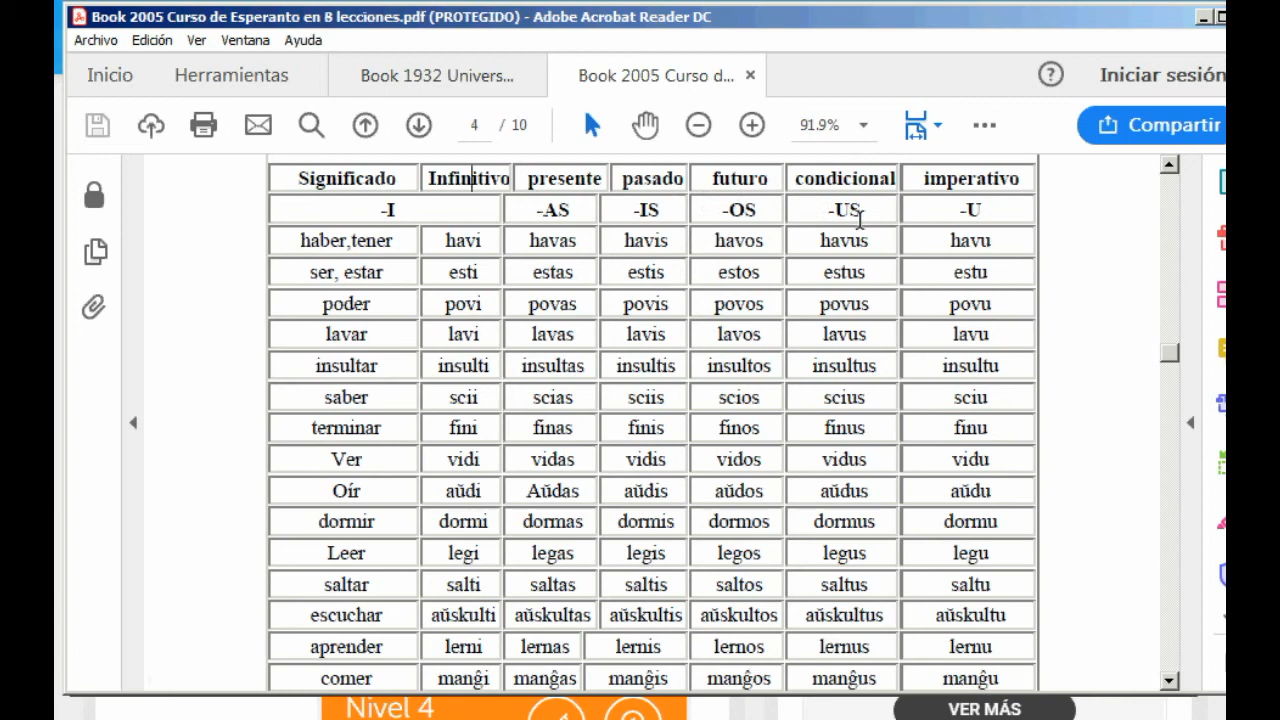 Book 2005 Curso de Esperanto en 8 lecciones.pdf (PROTEGIDO) - Adobe Acrobat Reader DC
Archivo Edición Ver Ventana Ayuda
Inicio Herramientas Book 1932 Univers... Book 2005 Curso d... × ? Iniciar sesión
4 / 10 91.9% Compartir
Significado Infinitivo presente pasado futuro condicional imperativo
-I -AS -IS -OS -US -U
haber,tener havi havas havis havos havus havu
ser, estar esti estas estis estos estus estu
poder povi povas povis povos povus povu
lavar lavi lavas lavis lavos lavus lavu
insultar insulti insultas insultis insultos insultus insultu
saber scii scias sciis scios scius sciu
terminar fini finas finis finos finus finu
Ver vidi vidas vidis vidos vidus vidu
Oír aŭdi Aŭdas aŭdis aŭdos aŭdus aŭdu
dormir dormi dormas dormis dormos dormus dormu
Leer legi legas legis legos legus legu
saltar salti saltas saltis saltos saltus saltu
escuchar aŭskulti aŭskultas aŭskultis aŭskultos aŭskultus aŭskultu
aprender lerni lernas lernis lernos lernus lernu
comer manĝi manĝas manĝis manĝos manĝus manĝu
Nivel 4 VER MÁS